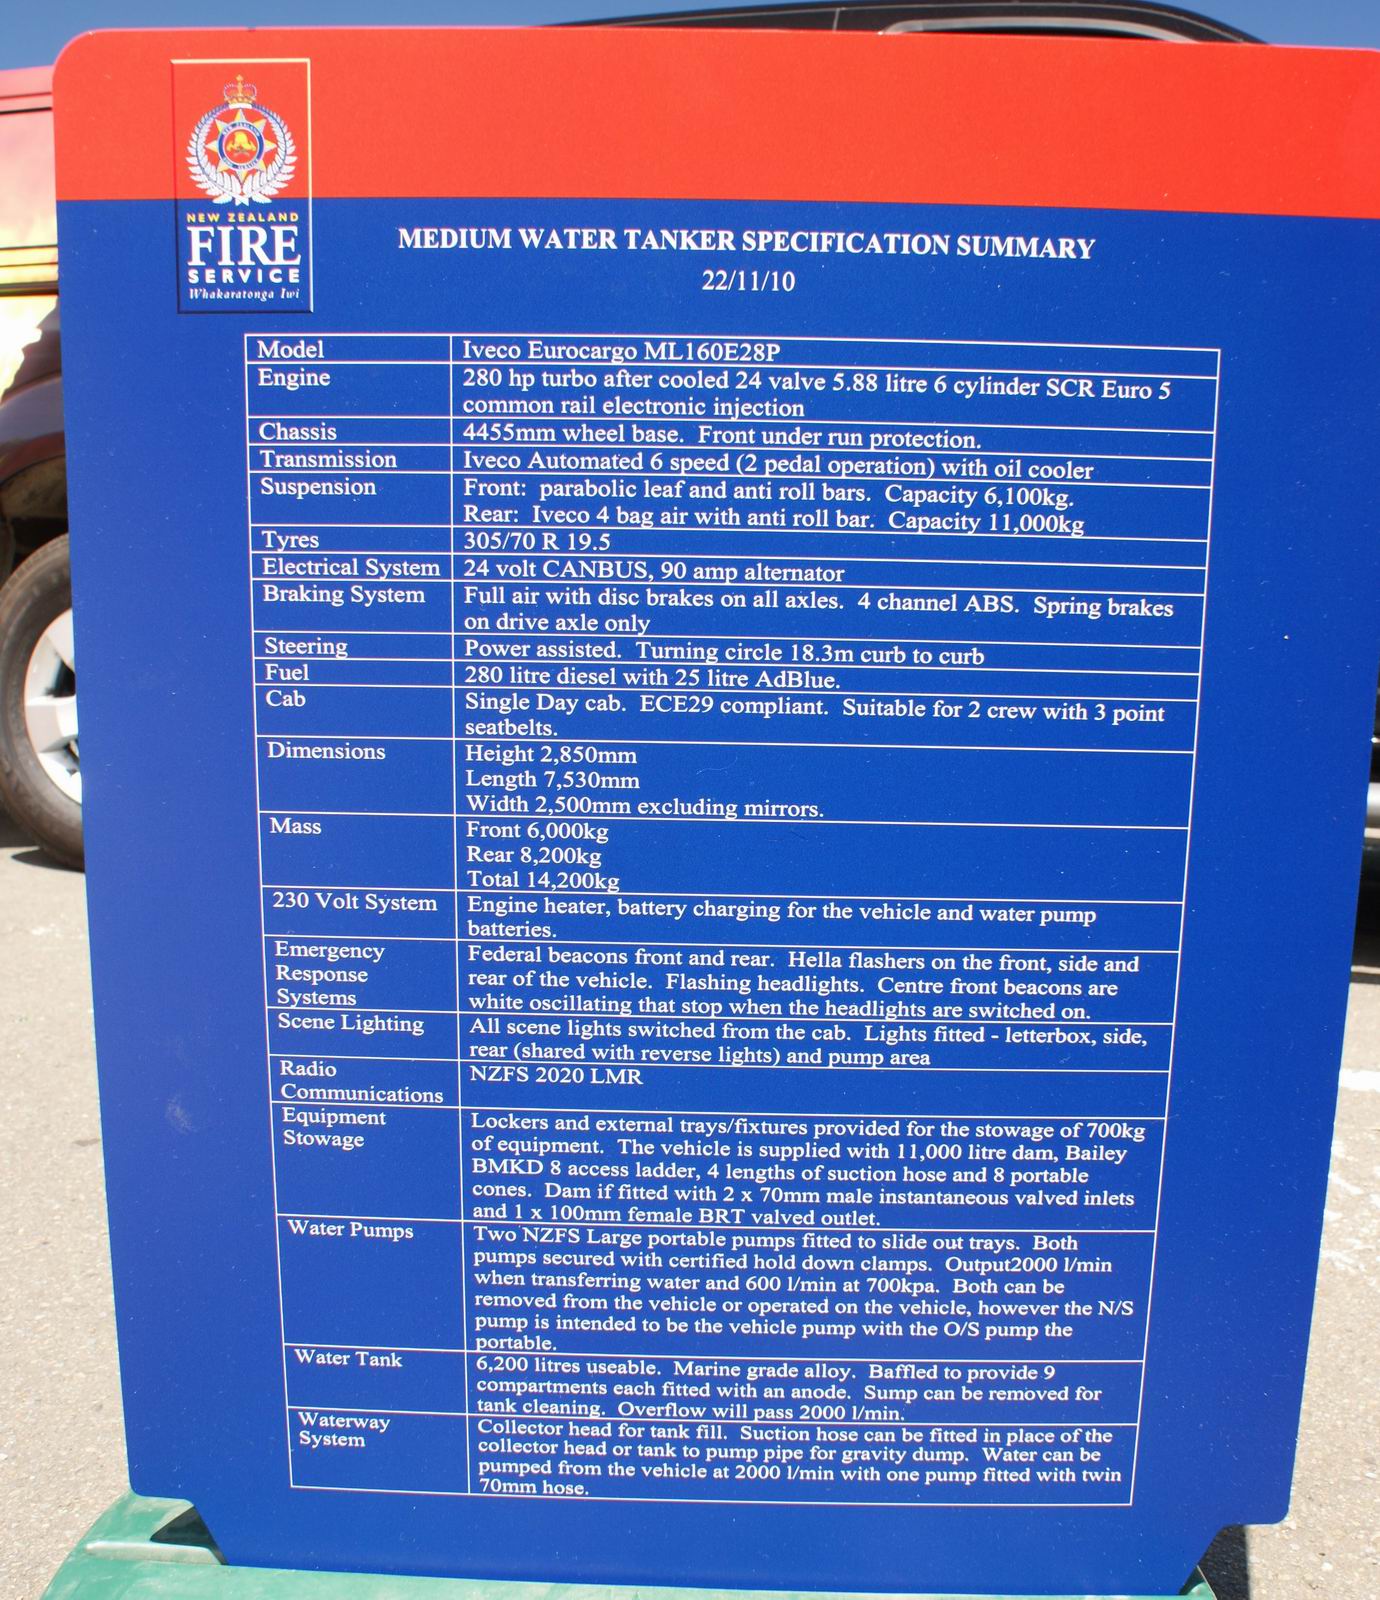 NEW ZEALAND
FIRE
SERVICE
Whakaratonga Iwi
MEDIUM WATER TANKER SPECIFICATION SUMMARY
22/11/10
Model Iveco Eurocargo ML160E28P
Engine 280 hp turbo after cooled 24 valve 5.88 litre 6 cylinder SCR Euro 5
common rail electronic injection
Chassis 4455mm wheel base. Front under run protection.
Transmission Iveco Automated 6 speed (2 pedal operation) with oil cooler
Suspension Front: parabolic leaf and anti roll bars. Capacity 6,100kg.
Rear: Iveco 4 bag air with anti roll bar. Capacity 11,000kg
Tyres 305/70 R 19.5
Electrical System 24 volt CANBUS, 90 amp alternator
Braking System Full air with disc brakes on all axles. 4 channel ABS. Spring brakes
on drive axle only
Steering Power assisted. Turning circle 18.3m curb to curb
Fuel 280 litre diesel with 25 litre AdBlue.
Cab Single Day cab. ECE29 compliant. Suitable for 2 crew with 3 point
seatbelts.
Dimensions Height 2,850mm
Length 7,530mm
Width 2,500mm excluding mirrors.
Mass Front 6,000kg
Rear 8,200kg
Total 14,200kg
230 Volt System Engine heater, battery charging for the vehicle and water pump
batteries.
Emergency Federal beacons front and rear. Hella flashers on the front, side and
Response rear of the vehicle. Flashing headlights. Centre front beacons are
Systems white oscillating that stop when the headlights are switched on.
Scene Lighting All scene lights switched from the cab. Lights fitted - letterbox, side,
rear (shared with reverse lights) and pump area
Radio NZFS 2020 LMR
Communications
Equipment Lockers and external trays/fixtures provided for the stowage of 700kg
Stowage of equipment. The vehicle is supplied with 11,000 litre dam, Bailey
BMKD 8 access ladder, 4 lengths of suction hose and 8 portable
cones. Dam if fitted with 2 x 70mm male instantaneous valved inlets
and 1 x 100mm female BRT valved outlet.
Water Pumps Two NZFS Large portable pumps fitted to slide out trays. Both
pumps secured with certified hold down clamps. Output2000 l/min
when transferring water and 600 l/min at 700kpa. Both can be
removed from the vehicle or operated on the vehicle, however the N/S
pump is intended to be the vehicle pump with the O/S pump the
portable.
Water Tank 6,200 litres useable. Marine grade alloy. Baffled to provide 9
compartments each fitted with an anode. Sump can be removed for
tank cleaning. Overflow will pass 2000 l/min.
Waterway Collector head for tank fill. Suction hose can be fitted in place of the
System collector head or tank to pump pipe for gravity dump. Water can be
pumped from the vehicle at 2000 l/min with one pump fitted with twin
70mm hose.